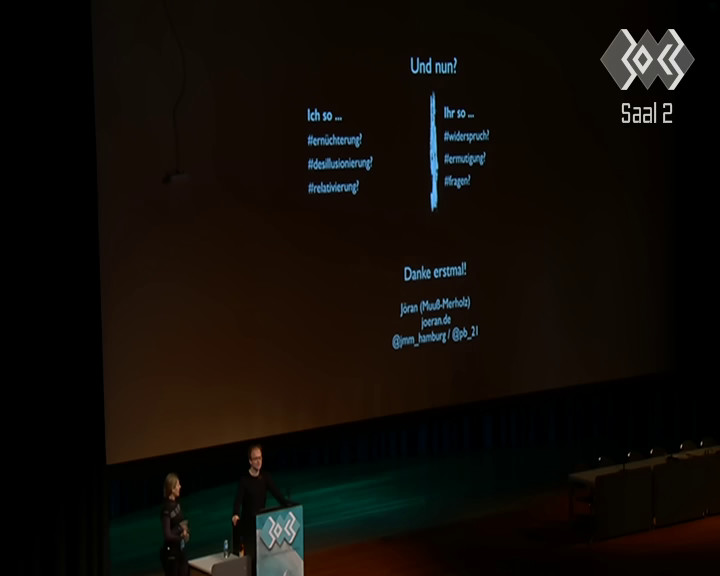 Und nun?
Ich so ...
#ernüchterung?
#desillusionierung?
#relativierung?
Ihr so ...
#widerspruch?
#ermutigung?
#fragen?
Danke erstmal!
Jöran (Muuß-Merholz)
joeran.de
@jmm_hamburg / @pb_21
Saal 2